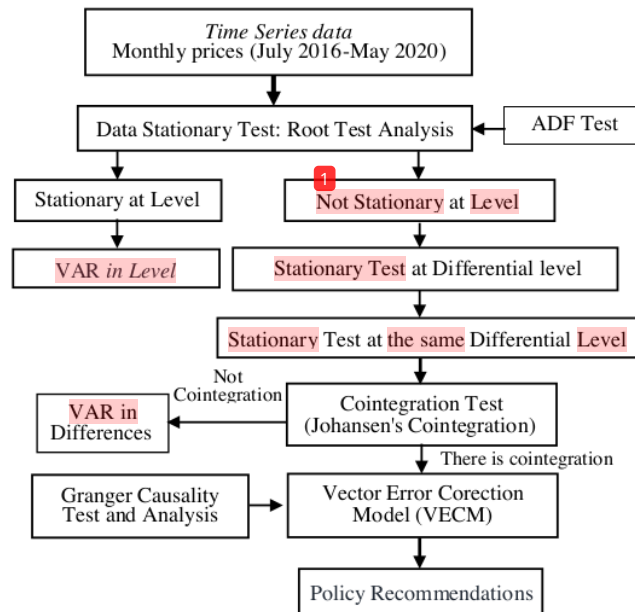 Time Series data
Monthly prices (July 2016-May 2020)
Data Stationary Test: Root Test Analysis
ADF Test
Stationary at Level
1
Not Stationary at Level
VAR in Level
Stationary Test at Differential level
Stationary Test at the same Differential Level
Not
Cointegration
VAR in
Differences
Cointegration Test
(Johansen's Cointegration)
There is cointegration
Granger Causality
Test and Analysis
Vector Error Corection
Model (VECM)
Policy Recommendations